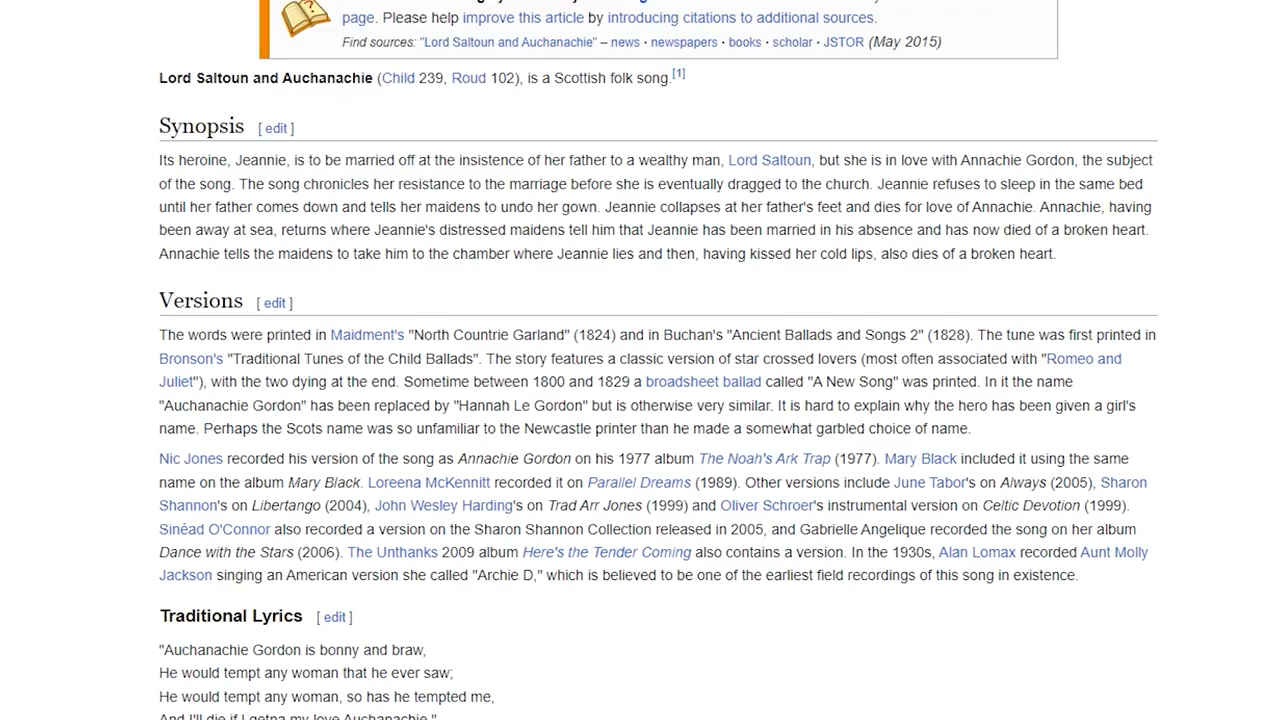 page. Please help improve this article by introducing citations to additional sources.
Find sources: "Lord Saltoun and Auchanachie" – news · newspapers · books · scholar · JSTOR (May 2015)
Lord Saltoun and Auchanachie (Child 239, Roud 102), is a Scottish folk song.[1]
Synopsis [ edit ]
Its heroine, Jeannie, is to be married off at the insistence of her father to a wealthy man, Lord Saltoun, but she is in love with Annachie Gordon, the subject
of the song. The song chronicles her resistance to the marriage before she is eventually dragged to the church. Jeannie refuses to sleep in the same bed
until her father comes down and tells her maidens to undo her gown. Jeannie collapses at her father's feet and dies for love of Annachie. Annachie, having
been away at sea, returns where Jeannie's distressed maidens tell him that Jeannie has been married in his absence and has now died of a broken heart.
Annachie tells the maidens to take him to the chamber where Jeannie lies and then, having kissed her cold lips, also dies of a broken heart.
Versions [ edit ]
The words were printed in Maidment's "North Countrie Garland" (1824) and in Buchan's "Ancient Ballads and Songs 2" (1828). The tune was first printed in
Bronson's "Traditional Tunes of the Child Ballads". The story features a classic version of star crossed lovers (most often associated with "Romeo and
Juliet"), with the two dying at the end. Sometime between 1800 and 1829 a broadsheet ballad called "A New Song" was printed. In it the name
"Auchanachie Gordon" has been replaced by "Hannah Le Gordon" but is otherwise very similar. It is hard to explain why the hero has been given a girl's
name. Perhaps the Scots name was so unfamiliar to the Newcastle printer than he made a somewhat garbled choice of name.
Nic Jones recorded his version of the song as Annachie Gordon on his 1977 album The Noah's Ark Trap (1977). Mary Black included it using the same
name on the album Mary Black. Loreena McKennitt recorded it on Parallel Dreams (1989). Other versions include June Tabor's on Always (2005), Sharon
Shannon's on Libertango (2004), John Wesley Harding's on Trad Arr Jones (1999) and Oliver Schroer's instrumental version on Celtic Devotion (1999).
Sinéad O'Connor also recorded a version on the Sharon Shannon Collection released in 2005, and Gabrielle Angelique recorded the song on her album
Dance with the Stars (2006). The Unthanks 2009 album Here's the Tender Coming also contains a version. In the 1930s, Alan Lomax recorded Aunt Molly
Jackson singing an American version she called "Archie D," which is believed to be one of the earliest field recordings of this song in existence.
Traditional Lyrics [ edit ]
"Auchanachie Gordon is bonny and braw,
He would tempt any woman that he ever saw;
He would tempt any woman, so has he tempted me,
And I'll die if I getna my love Auchanachie."